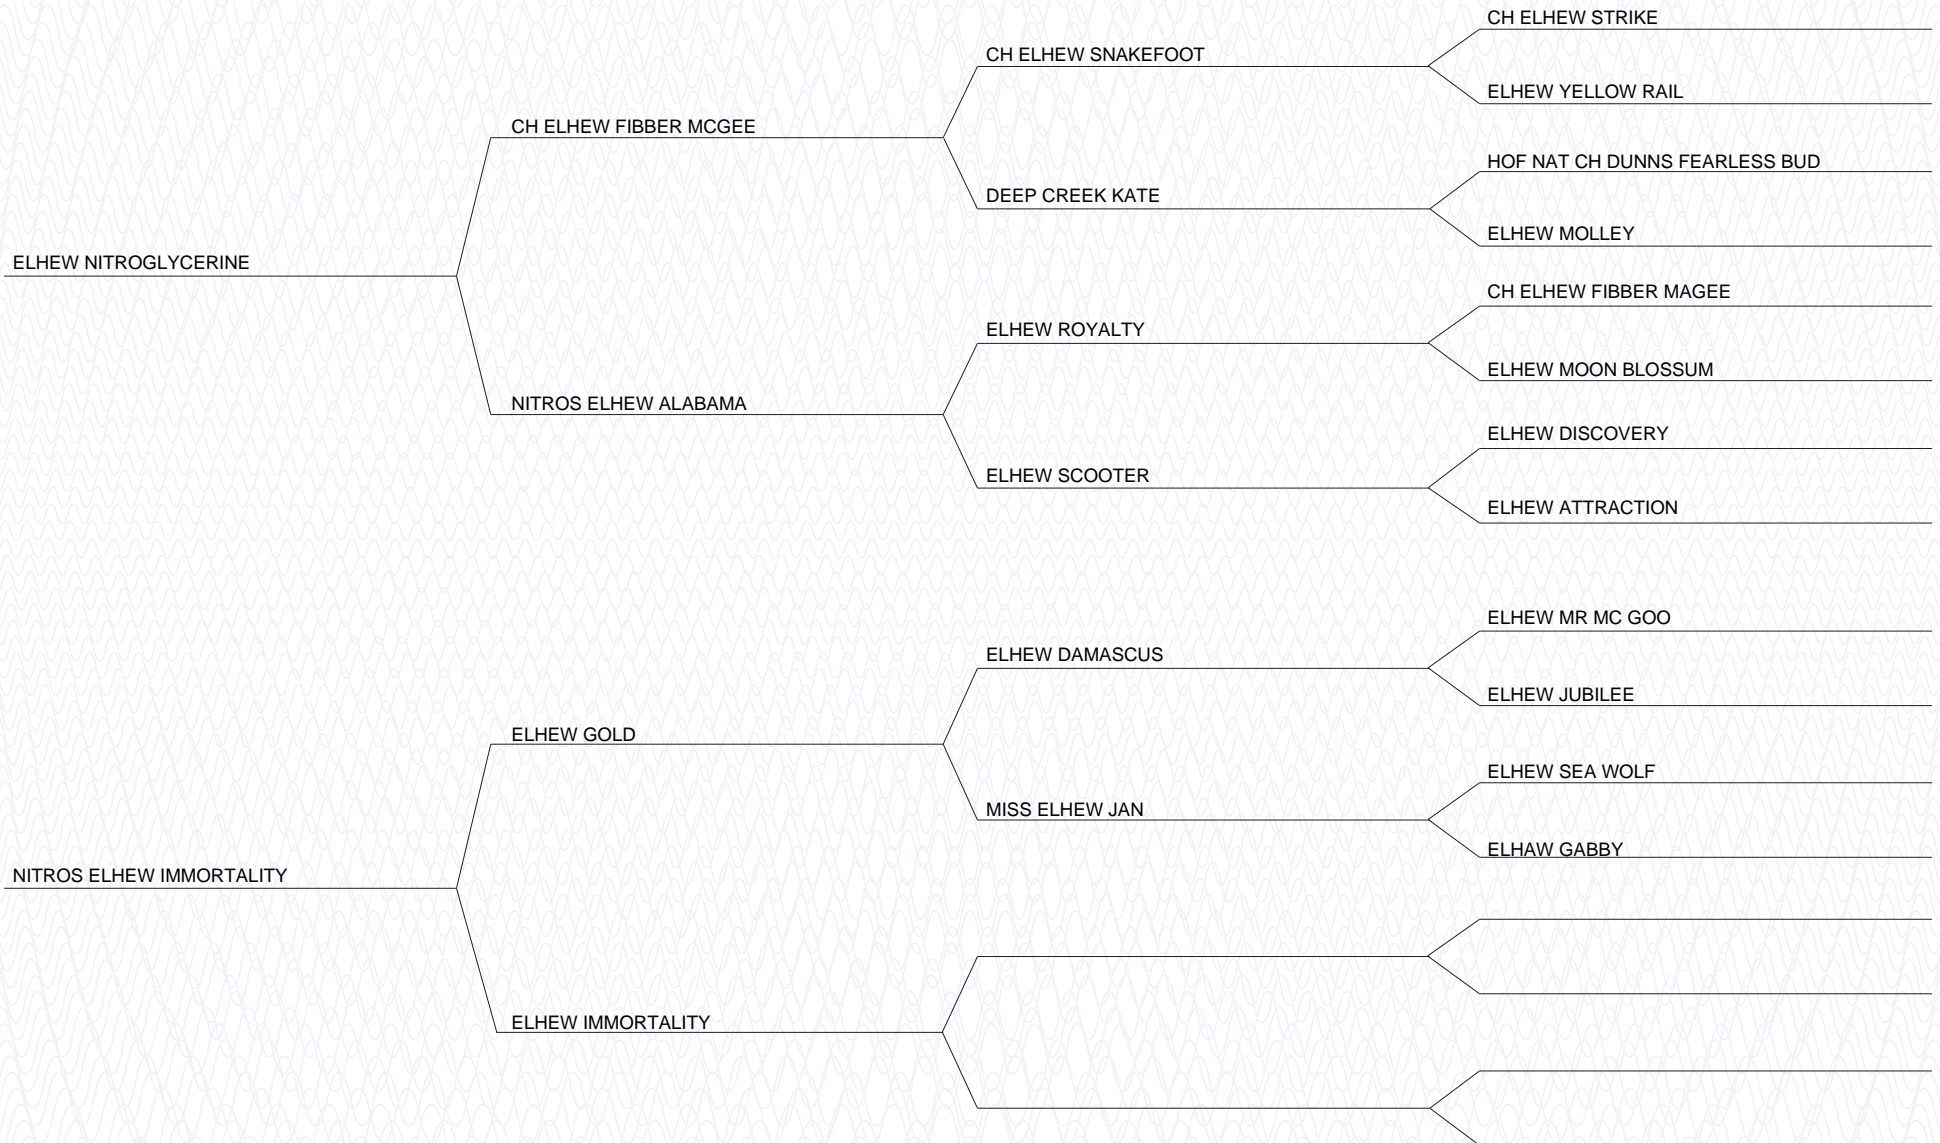 CH ELHEW STRIKE
CH ELHEW SNAKEFOOT
ELHEW YELLOW RAIL
CH ELHEW FIBBER MCGEE
HOF NAT CH DUNNS FEARLESS BUD
DEEP CREEK KATE
ELHEW MOLLEY
ELHEW NITROGLYCERINE
CH ELHEW FIBBER MAGEE
ELHEW ROYALTY
ELHEW MOON BLOSSUM
NITROS ELHEW ALABAMA
ELHEW DISCOVERY
ELHEW SCOOTER
ELHEW ATTRACTION
ELHEW MR MC GOO
ELHEW DAMASCUS
ELHEW JUBILEE
ELHEW GOLD
ELHEW SEA WOLF
MISS ELHEW JAN
ELHAW GABBY
NITROS ELHEW IMMORTALITY
ELHEW IMMORTALITY